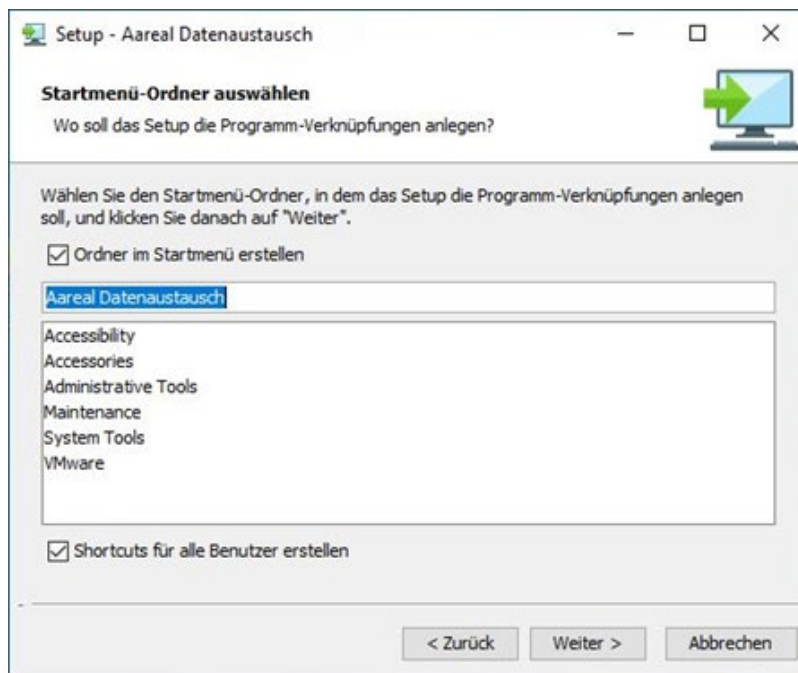 Setup - Aareal Datenaustausch
Startmenü-Ordner auswählen
Wo soll das Setup die Programm-Verknüpfungen anlegen?
Wählen Sie den Startmenü-Ordner, in dem das Setup die Programm-Verknüpfungen anlegen
soll, und klicken Sie danach auf "Weiter".
Ordner im Startmenü erstellen
Aareal Datenaustausch
Accessibility
Accessories
Administrative Tools
Maintenance
System Tools
VMware
Shortcuts für alle Benutzer erstellen
< Zurück Weiter > Abbrechen